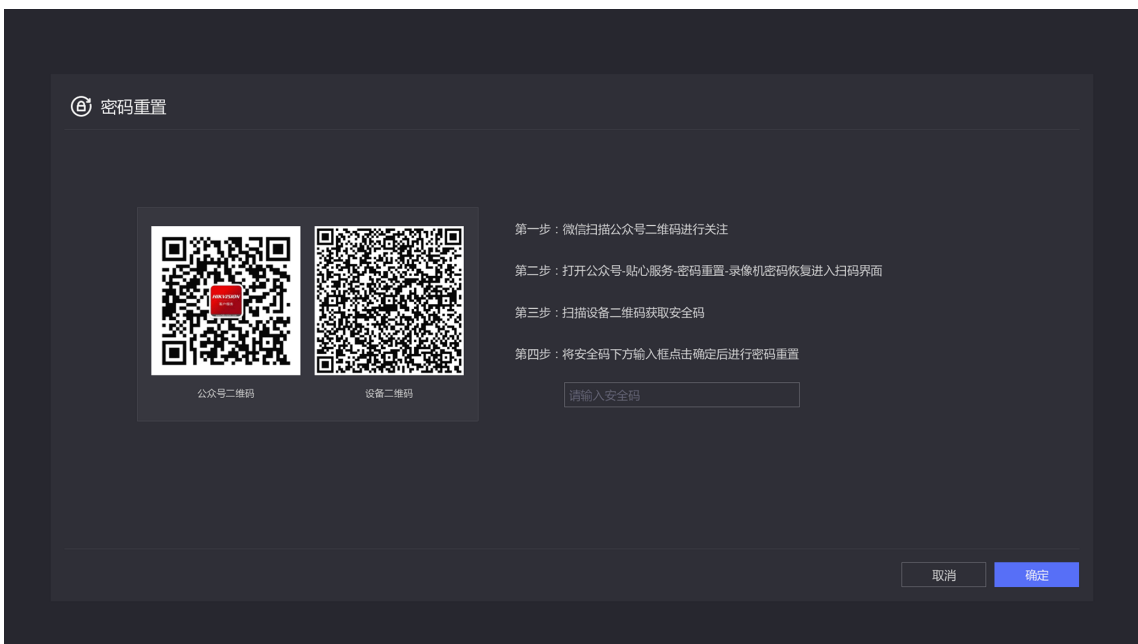 密码重置
第一步：微信扫描公众号二维码进行关注
第二步：打开公众号-贴心服务-密码重置-录像机密码恢复进入扫码界面
第三步：扫描设备二维码获取安全码
第四步：将安全码下方输入框点击确定后进行密码重置
请输入安全码
HIKVISION
公众号二维码
设备二维码
取消
确定